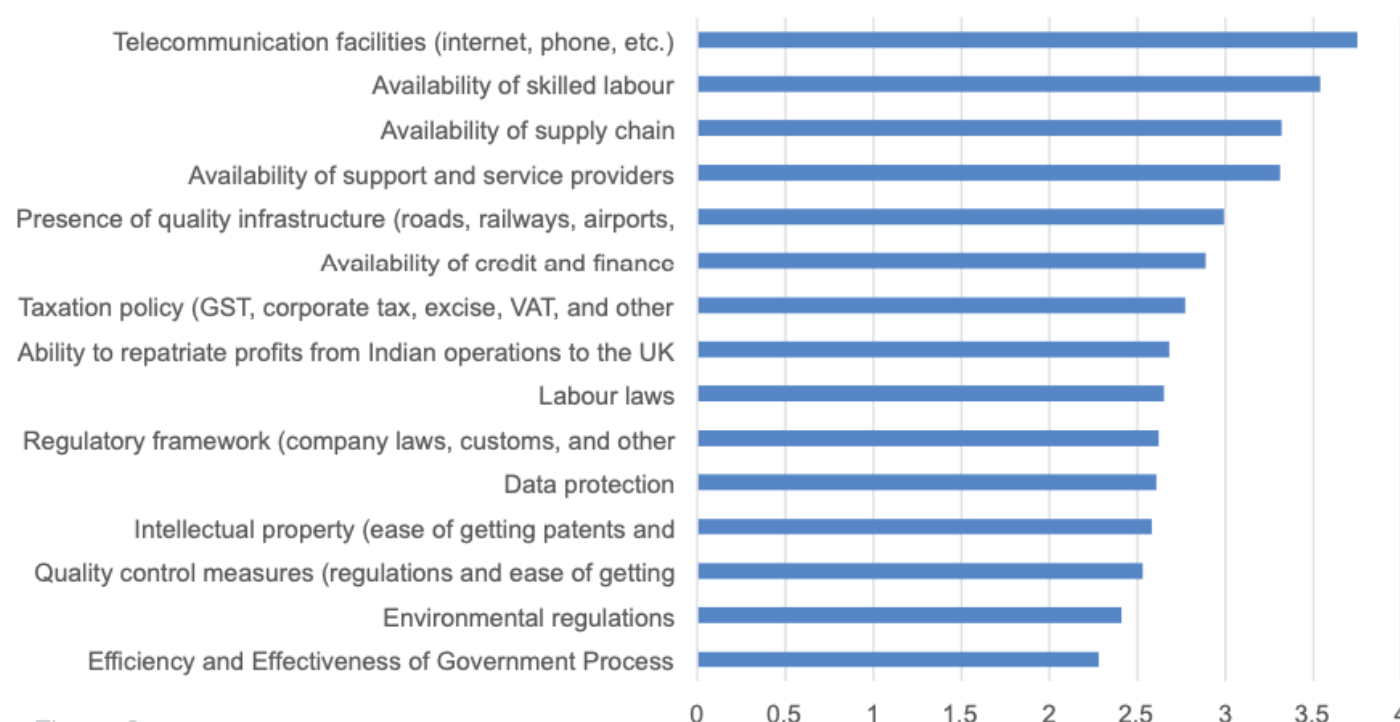 Telecommunication facilities (internet, phone, etc.)
Availability of skilled labour
Availability of supply chain
Availability of support and service providers
Presence of quality infrastructure (roads, railways, airports,
Availability of credit and finance
Taxation policy (GST, corporate tax, excise, VAT, and other
Ability to repatriate profits from Indian operations to the UK
Labour laws
Regulatory framework (company laws, customs, and other
Data protection
Intellectual property (ease of getting patents and
Quality control measures (regulations and ease of getting
Environmental regulations
Efficiency and Effectiveness of Government Process
0 0.5 1 1.5 2 2.5 3 3.5